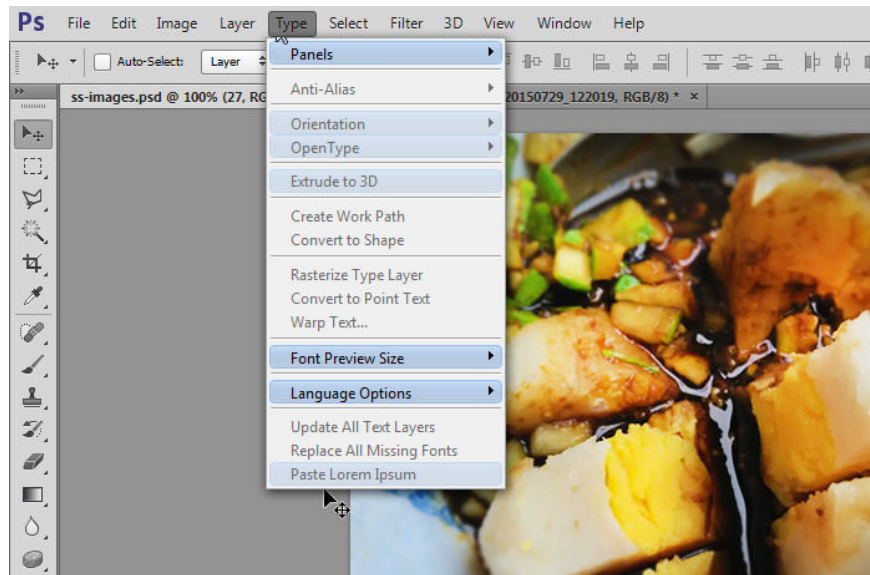 Ps File Edit Image Layer Type Select Filter 3D View Window Help
Auto-Select: Layer
ss-images.psd @ 100% (27, RG
20150729_122019, RGB/8) * ×
Panels
Anti-Alias
Orientation
OpenType
Extrude to 3D
Create Work Path
Convert to Shape
Rasterize Type Layer
Convert to Point Text
Warp Text...
Font Preview Size
Language Options
Update All Text Layers
Replace All Missing Fonts
Paste Lorem Ipsum